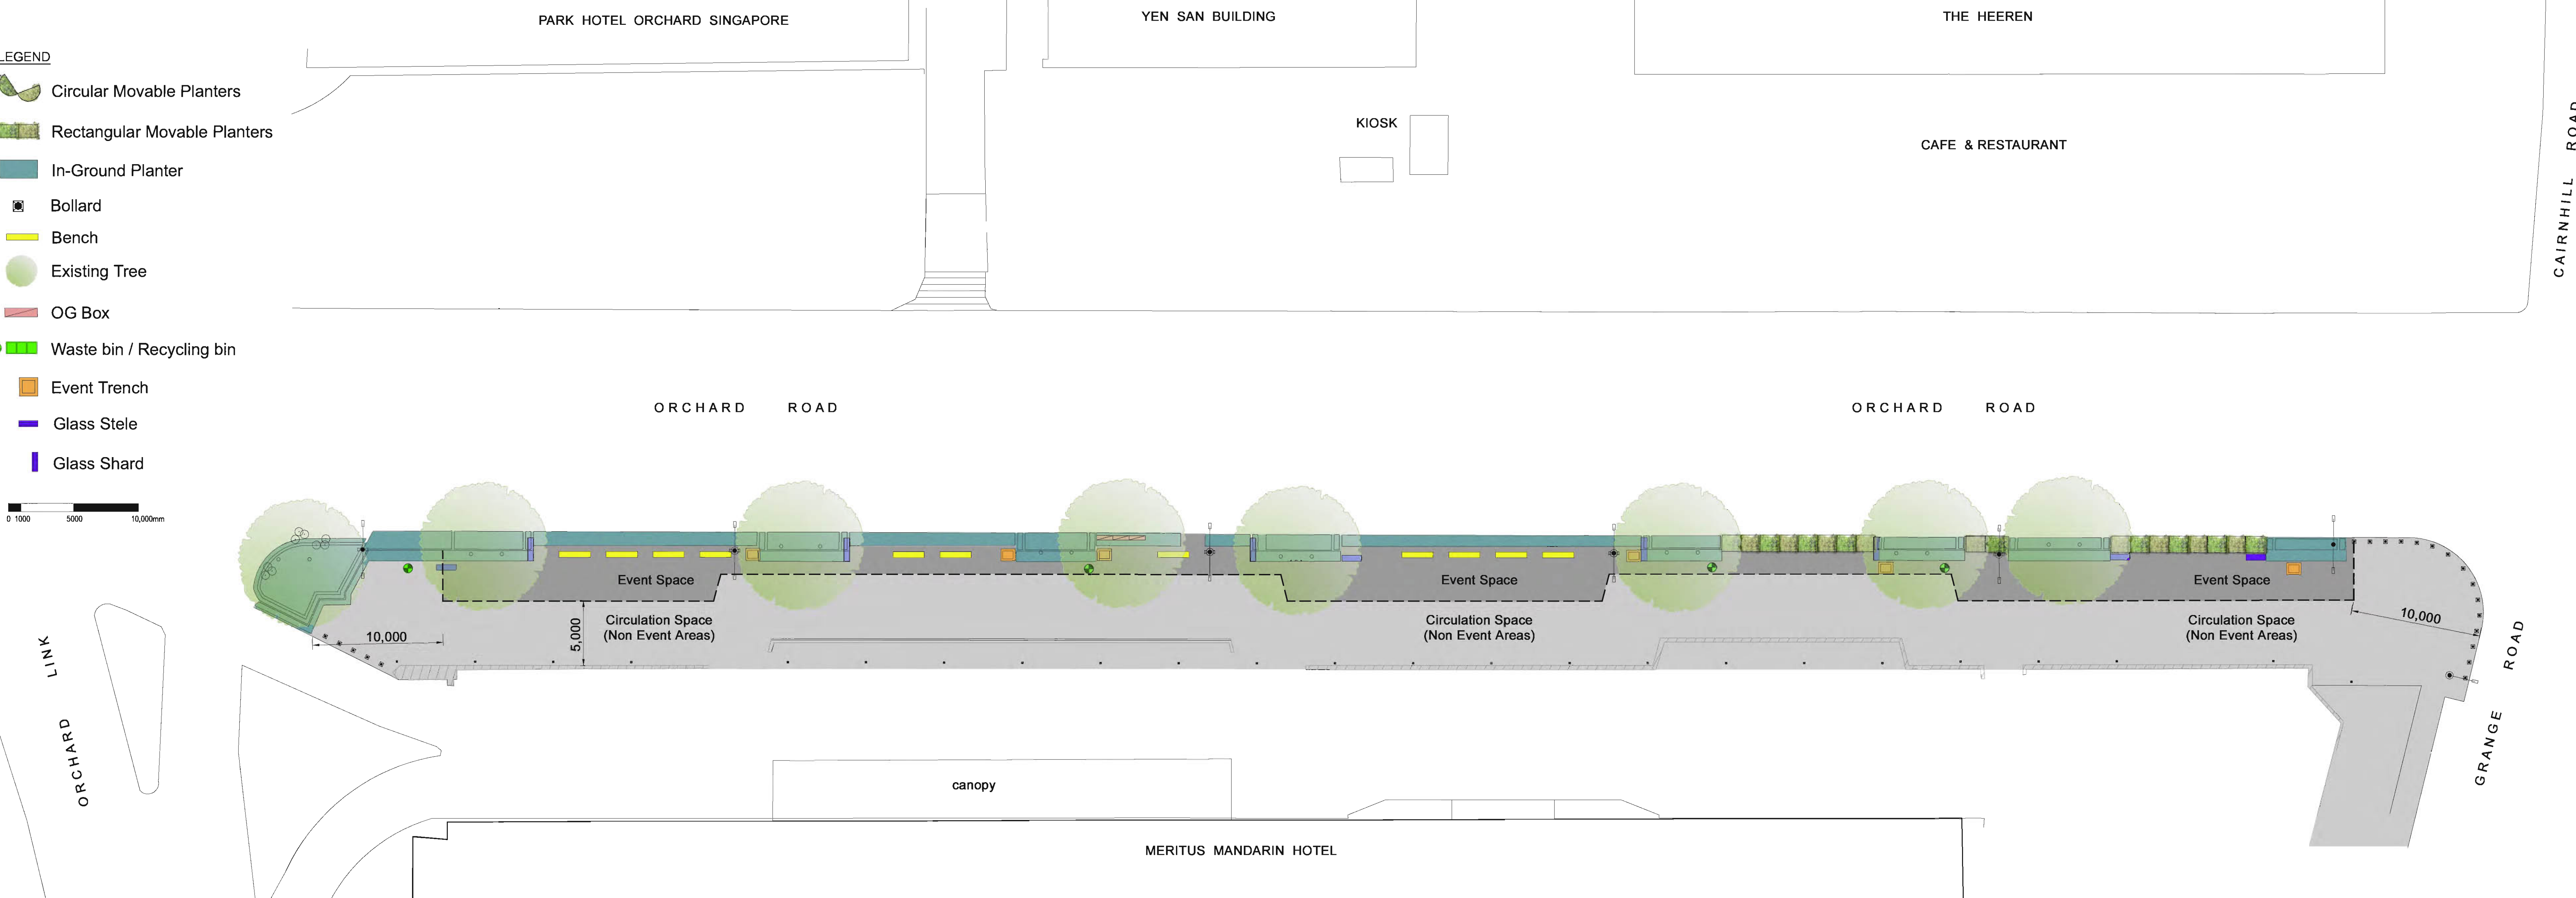 PARK HOTEL ORCHARD SINGAPORE
YEN SAN BUILDING
THE HEEREN
LEGEND
Circular Movable Planters
Rectangular Movable Planters
In-Ground Planter
Bollard
Bench
Existing Tree
OG Box
Waste bin / Recycling bin
Event Trench
Glass Stele
Glass Shard
0 1000 5000 10,000mm
KIOSK
CAFE & RESTAURANT
CAIRNHILL ROAD
ORCHARD ROAD
ORCHARD ROAD
Event Space
Event Space
Event Space
Circulation Space
(Non Event Areas)
Circulation Space
(Non Event Areas)
Circulation Space
(Non Event Areas)
10,000
5,000
10,000
ORCHARD LINK
GRANGE ROAD
canopy
MERITUS MANDARIN HOTEL